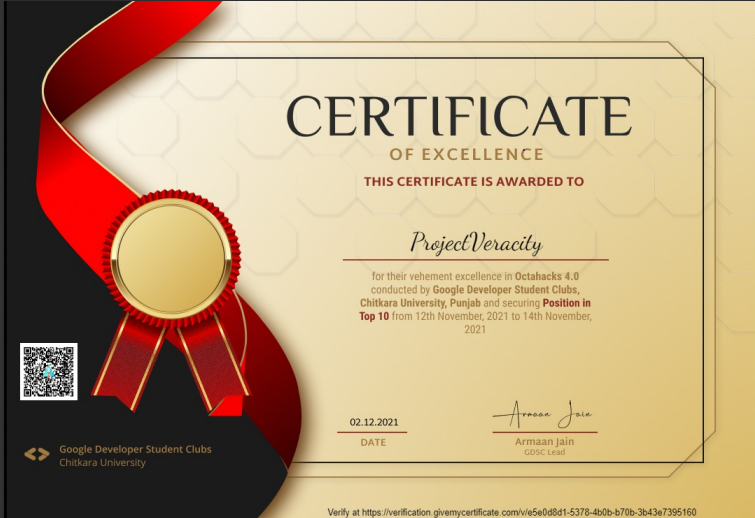 CERTIFICATE
OF EXCELLENCE
THIS CERTIFICATE IS AWARDED TO
ProjectVeracity
for their vehement excellence in Octahacks 4.0
conducted by Google Developer Student Clubs,
Chitkara University, Punjab and securing Position in
Top 10 from 12th November, 2021 to 14th November,
2021
02.12.2021
DATE
Armaan Jain
Armaan Jain
GDSC Lead
Google Developer Student Clubs
Chitkara University
Verify at https://verification.givemycertificate.com/v/e5e0d8d1-5378-4b0b-b70b-3b43e7395160